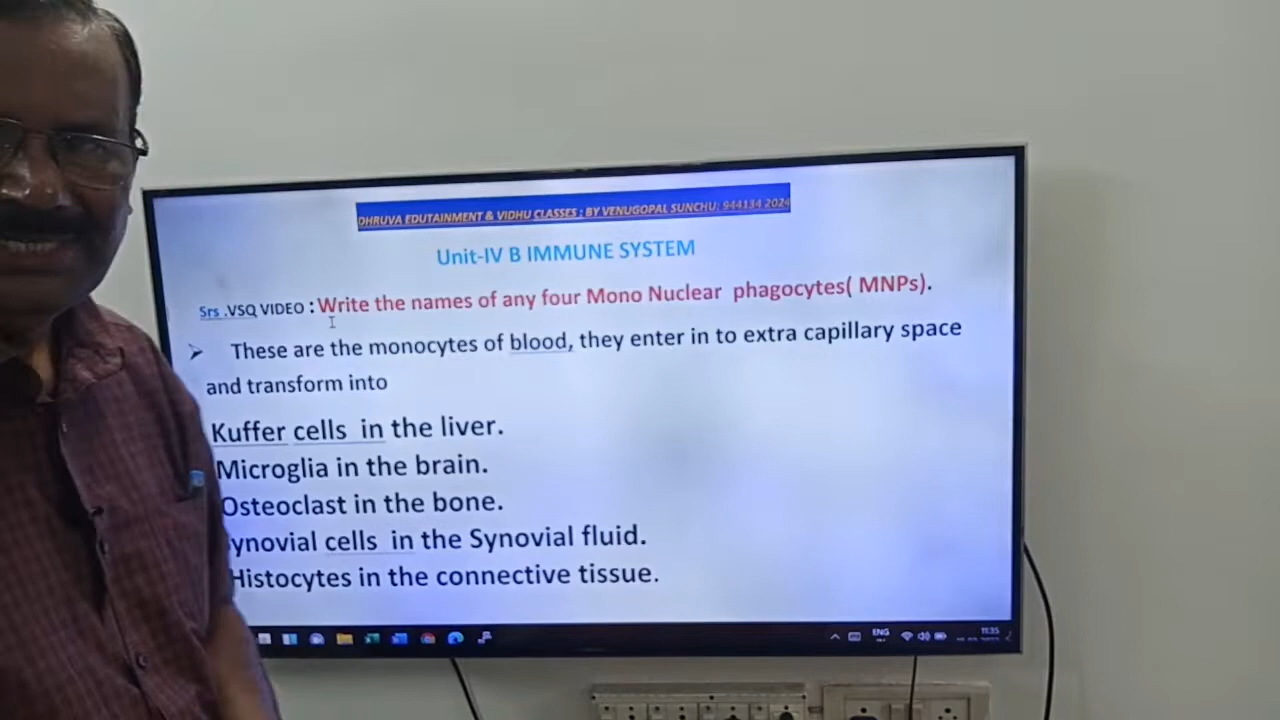 DHRUVA EDUTAINMENT & VIDHU CLASSES : BY VENUGOPAL SUNCHU: 944134 2024
Unit-IV B IMMUNE SYSTEM
Srs .VSQ VIDEO : Write the names of any four Mono Nuclear phagocytes( MNPs).
➢ These are the monocytes of blood, they enter in to extra capillary space
and transform into
Kuffer cells in the liver.
Microglia in the brain.
Osteoclast in the bone.
ynovial cells in the Synovial fluid.
Histocytes in the connective tissue.
ENG
11:35